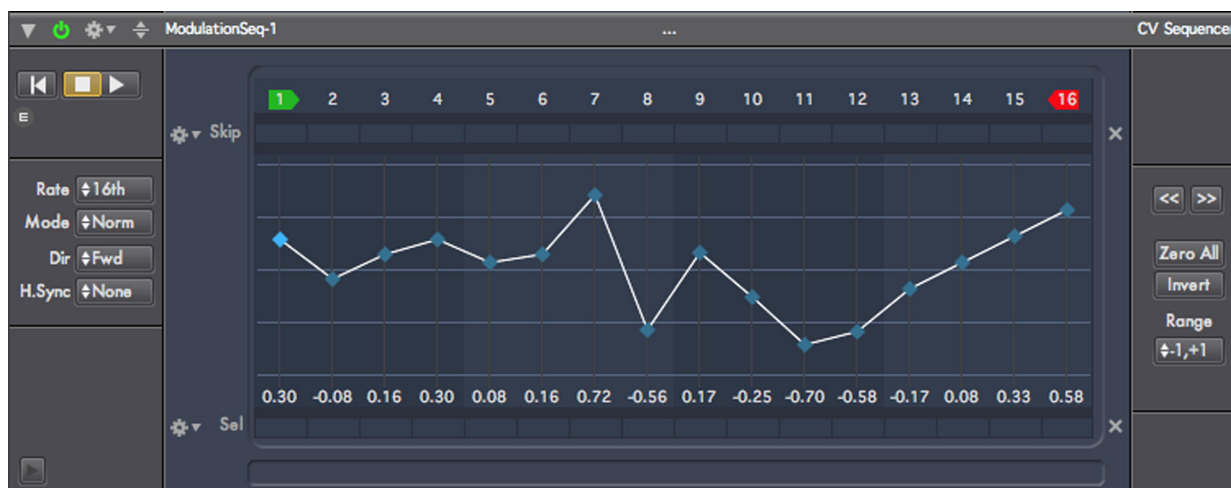 ModulationSeq-1 ... CV Sequencer
E
1 2 3 4 5 6 7 8 9 10 11 12 13 14 15 16
Skip
Rate 16th
Mode Norm
Dir Fwd
H.Sync None
<< >>
Zero All
Invert
Range
-1,+1
0.30 -0.08 0.16 0.30 0.08 0.16 0.72 -0.56 0.17 -0.25 -0.70 -0.58 -0.17 0.08 0.33 0.58
Sel